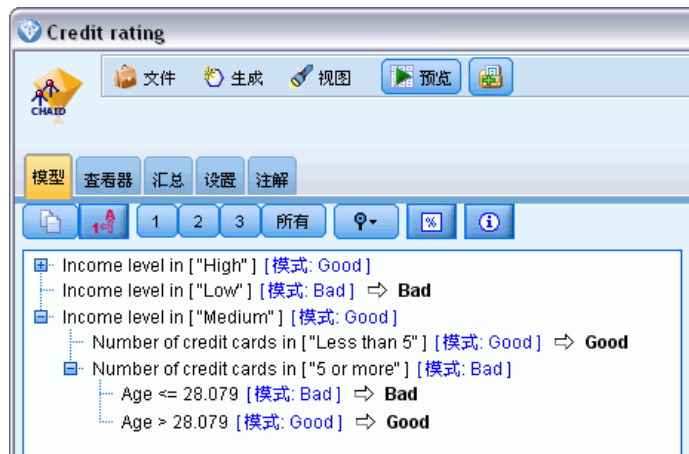 Credit rating
文件 生成 视图 预览
CHAID
模型 查看器 汇总 设置 注解
1 A 1 2 3 所有 %
Income level in ["High"] [模式: Good]
Income level in ["Low"] [模式: Bad] ⇨ Bad
Income level in ["Medium"] [模式: Good]
Number of credit cards in ["Less than 5"] [模式: Good] ⇨ Good
Number of credit cards in ["5 or more"] [模式: Bad]
Age <= 28.079 [模式: Bad] ⇨ Bad
Age > 28.079 [模式: Good] ⇨ Good